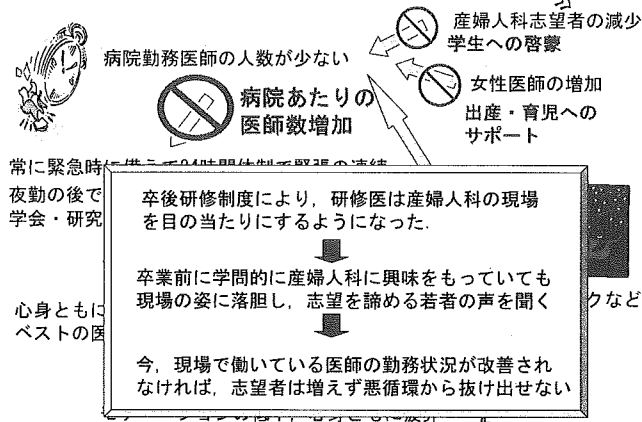 産婦人科志望者の減少
学生への啓蒙
病院勤務医師の人数が少ない
女性医師の増加
出産・育児への
サポート
病院あたりの
医師数増加
常に緊急時に備えて24時間体制で緊張の連続
夜勤の後で
学会・研究
卒後研修制度により，研修医は産婦人科の現場
を目の当たりにするようになった．
卒業前に学問的に産婦人科に興味をもっていても
現場の姿に落胆し，志望を諦める若者の声を聞く
クなど
心身ともに
ベストの医
今，現場で働いている医師の勤務状況が改善され
なければ，志望者は増えず悪循環から抜け出せない